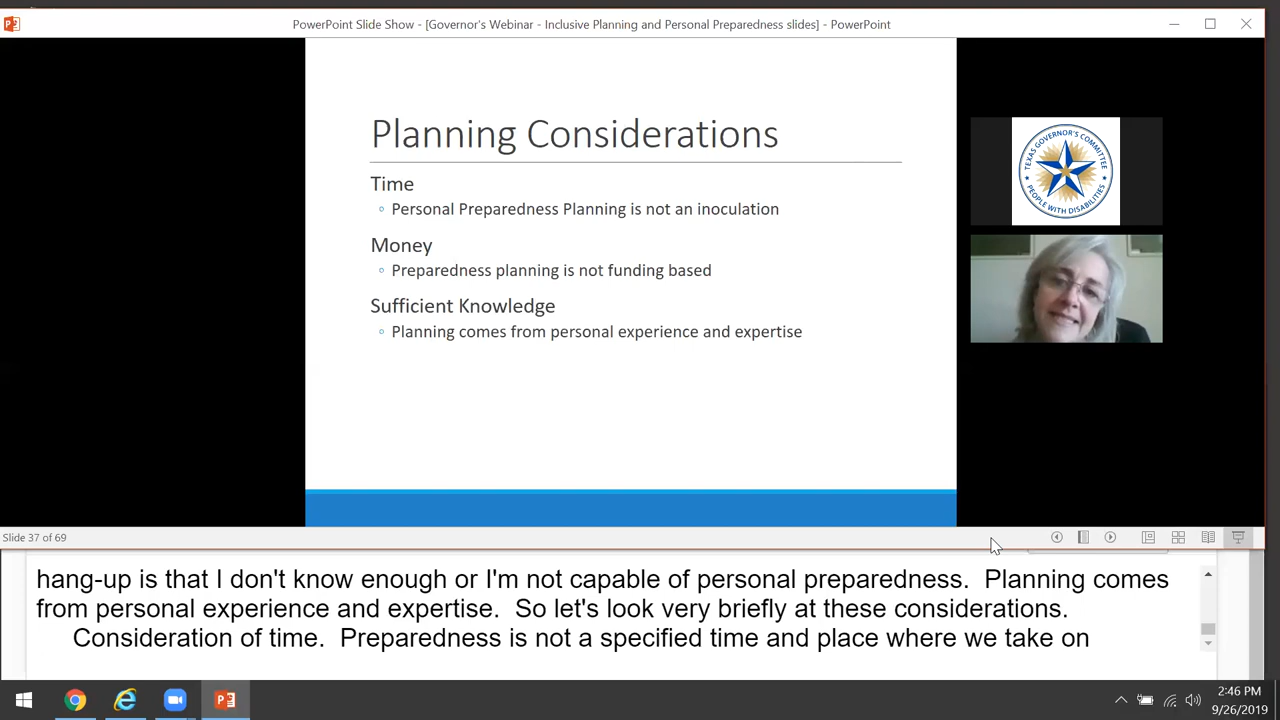 PowerPoint Slide Show - [Governor's Webinar - Inclusive Planning and Personal Preparedness slides] - PowerPoint
Planning Considerations
Time
Personal Preparedness Planning is not an inoculation
Money
Preparedness planning is not funding based
Sufficient Knowledge
Planning comes from personal experience and expertise
TEXAS GOVERNOR'S COMMITTEE
PEOPLE WITH DISABILITIES
Slide 37 of 69
hang-up is that I don't know enough or I'm not capable of personal preparedness.  Planning comes
from personal experience and expertise.  So let's look very briefly at these considerations.
Consideration of time.  Preparedness is not a specified time and place where we take on
2:46 PM
9/26/2019